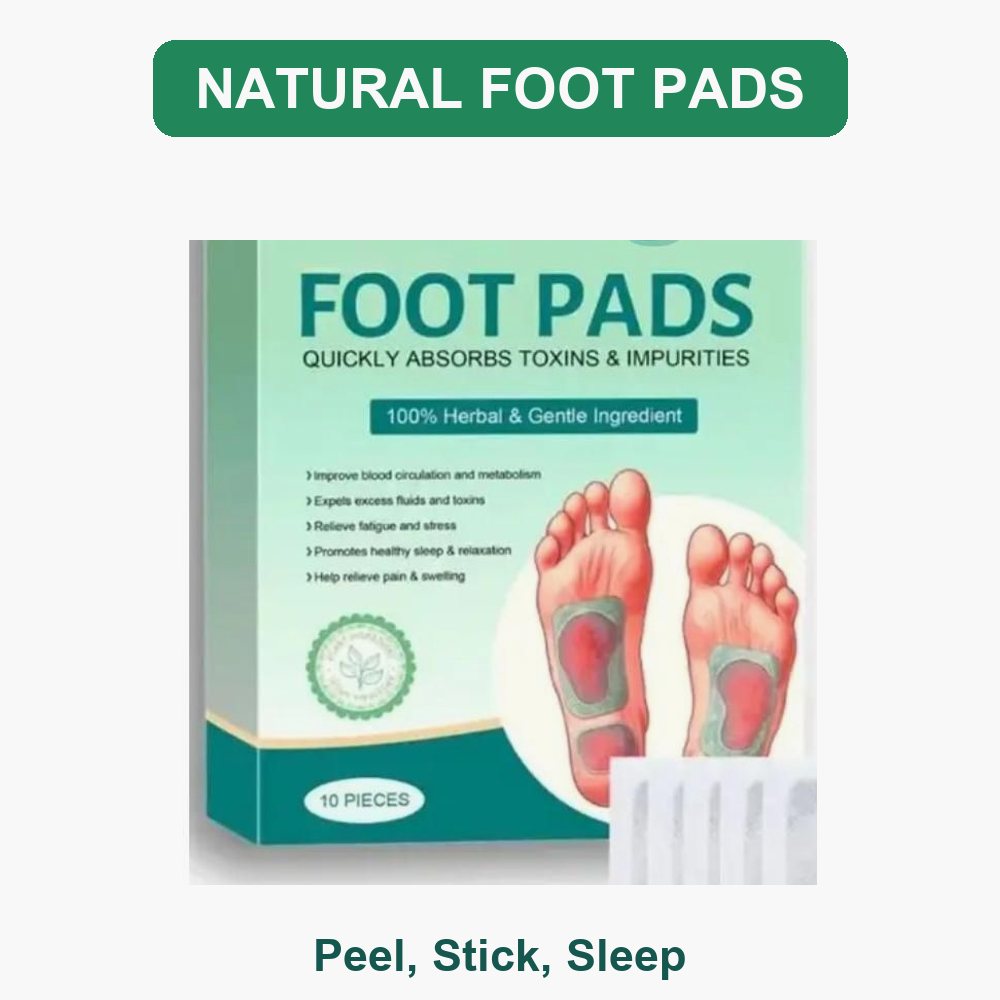 NATURAL FOOT PADS
FOOT PADS
QUICKLY ABSORBS TOXINS & IMPURITIES
100% Herbal & Gentle Ingredient
› Improve blood circulation and metabolism
› Expels excess fluids and toxins
› Relieve fatigue and stress
› Promotes healthy sleep & relaxation
› Help relieve pain & swelling
10 PIECES
Peel, Stick, Sleep